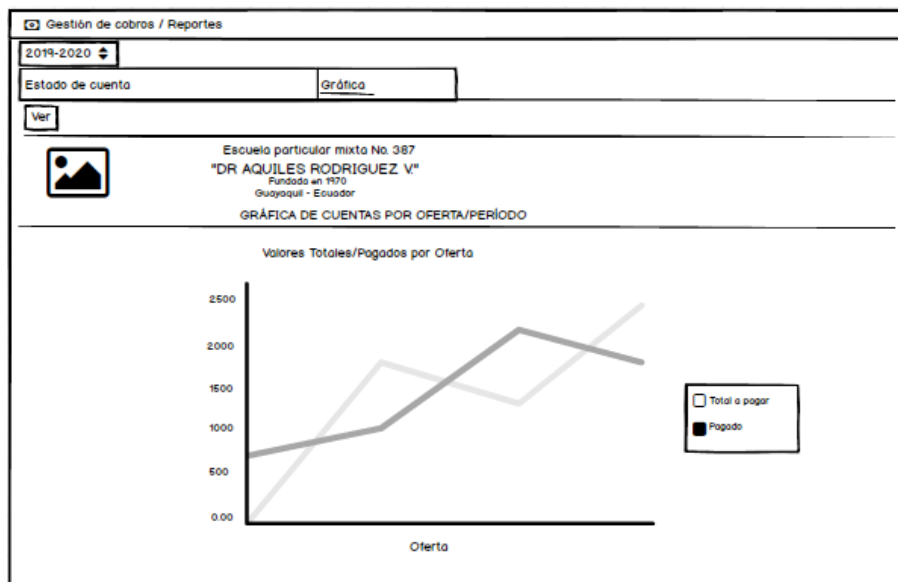 Gestión de cobros / Reportes
2019-2020
Estado de cuenta
Gráfica
Ver
Escuela particular mixta No. 387
"DR AQUILES RODRIGUEZ V."
Fundada en 1970
Guayaquil - Ecuador
GRÁFICA DE CUENTAS POR OFERTA/PERÍODO
Valores Totales/Pagados por Oferta
2500
2000
1500
1000
500
0.00
Total a pagar
Pagado
Oferta